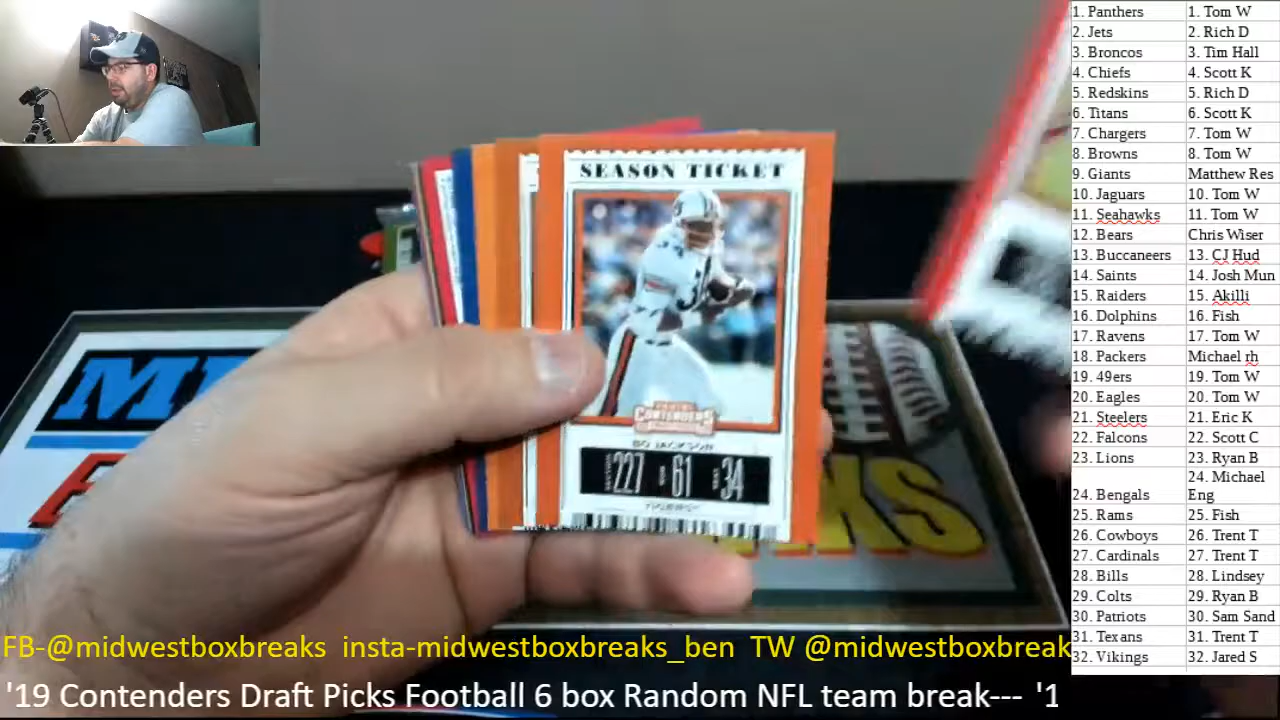 1. Panthers 1. Tom W
2. Jets 2. Rich D
3. Broncos 3. Tim Hall
4. Chiefs 4. Scott K
5. Redskins 5. Rich D
6. Titans 6. Scott K
7. Chargers 7. Tom W
8. Browns 8. Tom W
9. Giants Matthew Res
10. Jaguars 10. Tom W
11. Seahawks 11. Tom W
12. Bears Chris Wiser
13. Buccaneers 13. CJ Hud
14. Saints 14. Josh Mun
15. Raiders 15. Akilli
16. Dolphins 16. Fish
17. Ravens 17. Tom W
18. Packers Michael rh
19. 49ers 19. Tom W
20. Eagles 20. Tom W
21. Steelers 21. Eric K
22. Falcons 22. Scott C
23. Lions 23. Ryan B
24. Bengals 24. Michael Eng
25. Rams 25. Fish
26. Cowboys 26. Trent T
27. Cardinals 27. Trent T
28. Bills 28. Lindsey
29. Colts 29. Ryan B
30. Patriots 30. Sam Sand
31. Texans 31. Trent T
32. Vikings 32. Jared S
SEASON TICKET
CONTENDERS
BO JACKSON
227 61 34
TIGERS
FB-@midwestboxbreaks insta-midwestboxbreaks_ben TW @midwestboxbreak
'19 Contenders Draft Picks Football 6 box Random NFL team break--- '1